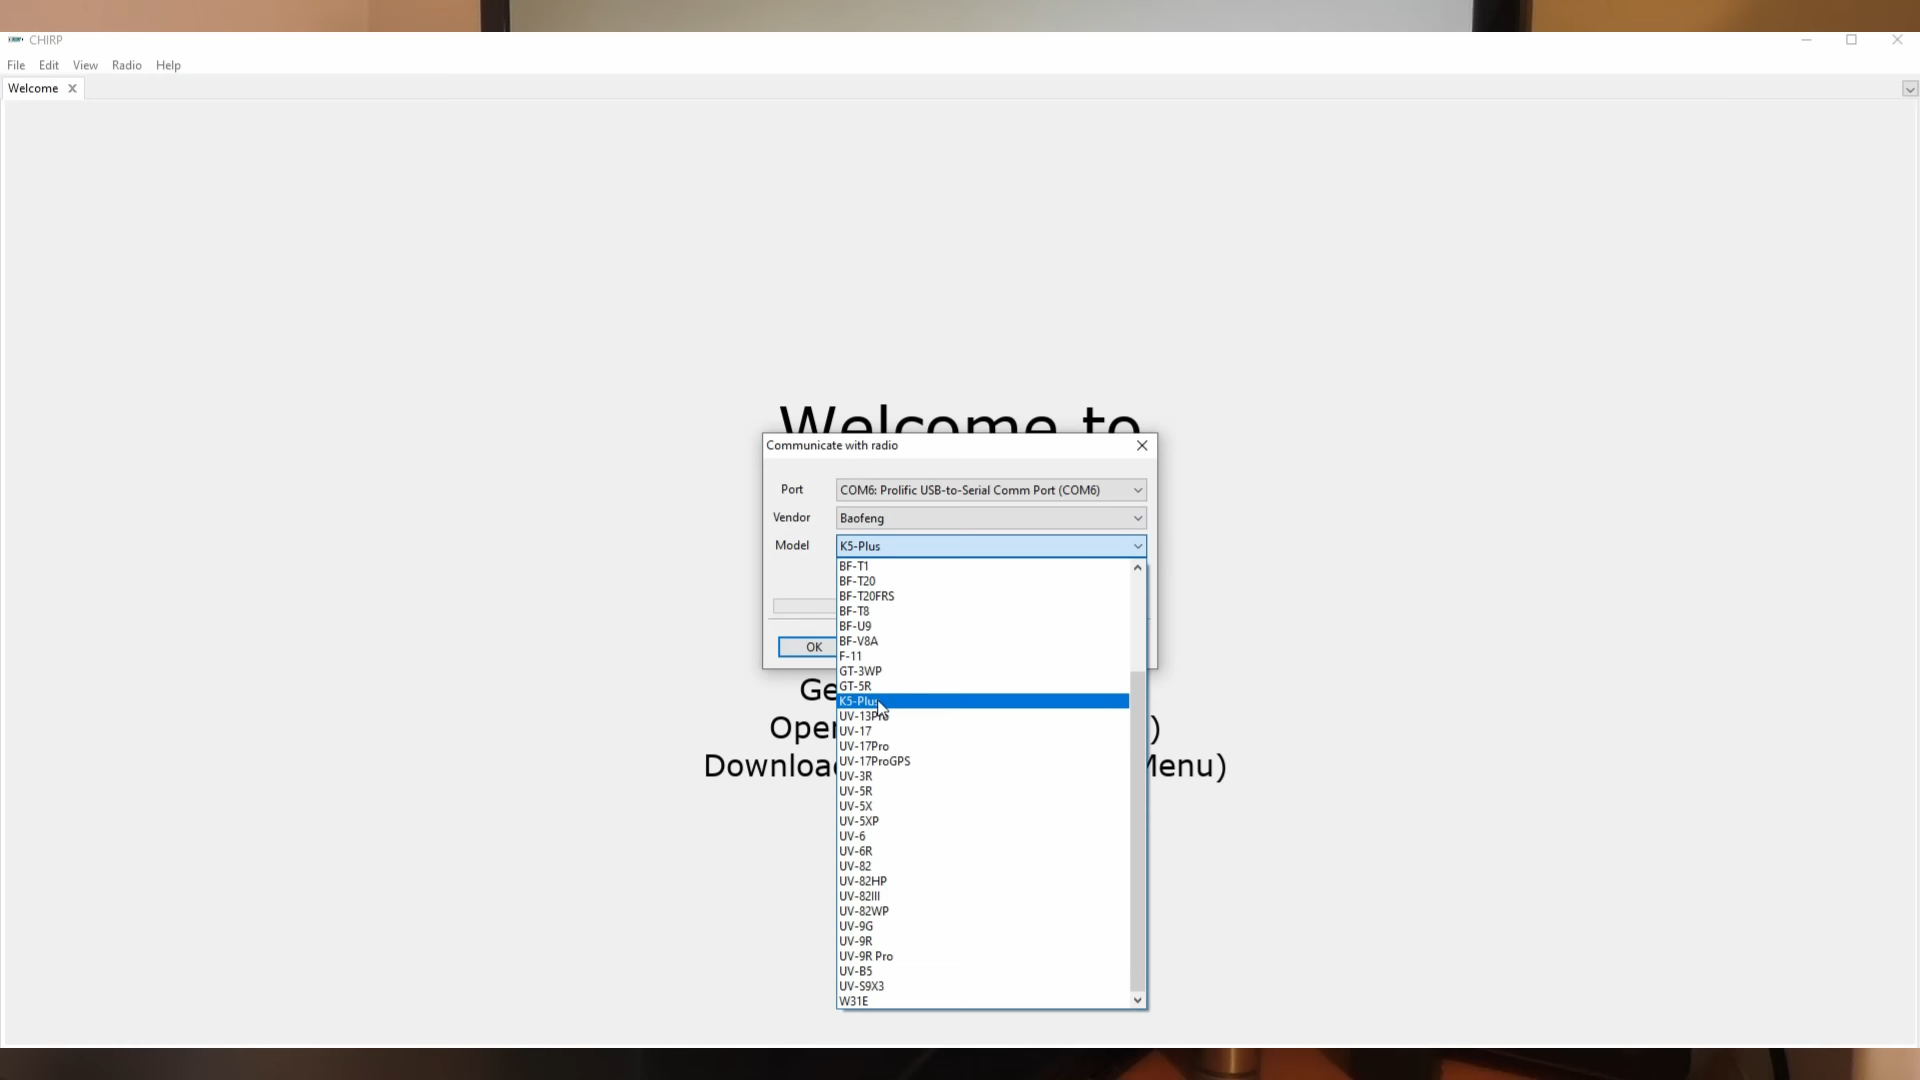 CHIRP
File Edit View Radio Help
Welcome
Welcome to
Communicate with radio
Port COM6: Prolific USB-to-Serial Comm Port (COM6)
Vendor Baofeng
Model K5-Plus
BF-T1
BF-T20
BF-T20FRS
BF-T8
BF-U9
BF-V8A
OK
F-11
GT-3WP
GT-5R
K5-Plus
UV-13Pro
UV-17
UV-17Pro
UV-17ProGPS
UV-3R
UV-5R
UV-5X
UV-5XP
UV-6
UV-6R
UV-82
UV-82HP
UV-82III
UV-82WP
UV-9G
UV-9R
UV-9R Pro
UV-B5
UV-S9X3
W31E